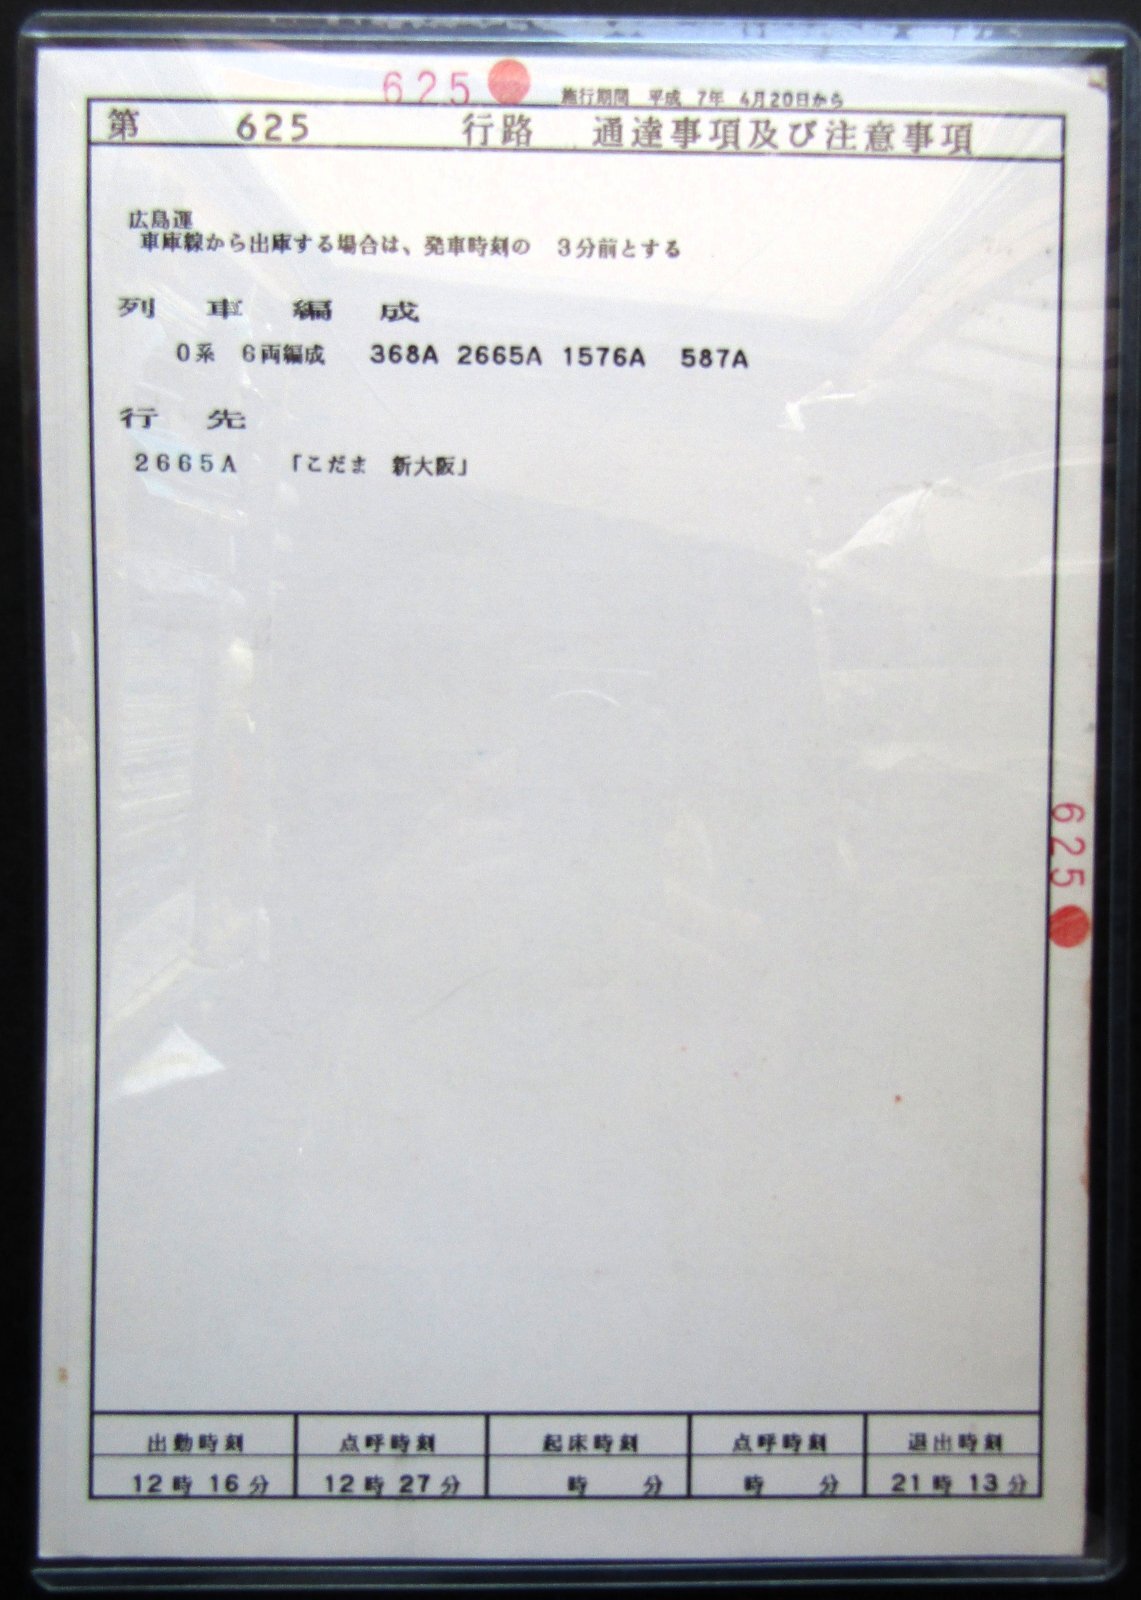 625
施行期間 平成 7年 4月20日から
第 625 行路 通達事項及び注意事項
広島運
車庫線から出庫する場合は、発車時刻の 3分前とする
列車編成
0系 6両編成 368A 2665A 1576A 587A
行先
2665A 「こだま 新大阪」
625
出勤時刻 点呼時刻 起床時刻 点呼時刻 退出時刻
12時16分 12時27分 時 分 時 分 21時13分